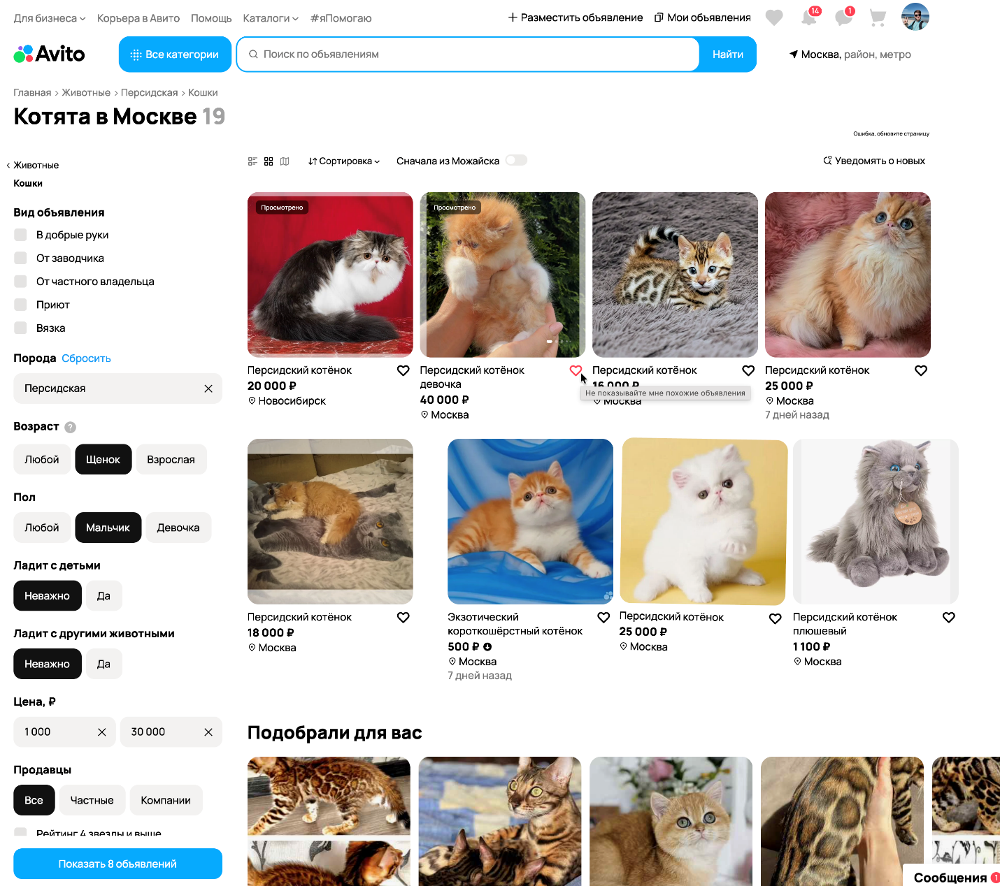 Для бизнеса
Коръера в Авито
Помощь
Каталоги
#яПомогаю
Разместить объявление
Мои объявления
14
1
Avito
Все категории
Поиск по объявлениям
Найти
Москва, район, метро
Главная > Животные > Персидская > Кошки
Котята в Москве 19
Ошибка, обновите страницу
Животные
Кошки
Сортировка
Сначала из Можайска
Уведомять о новых
Вид объявления
В добрые руки
От заводчика
От частного владельца
Приют
Вязка
Порода Сбросить
Персидская
Возраст ?
Любой
Щенок
Взрослая
Пол
Любой
Мальчик
Девочка
Ладит с детьми
Неважно
Да
Ладит с другими животными
Неважно
Да
Цена, ₽
1 000
30 000
Продавцы
Все
Частные
Компании
Рейтинг 4 звезды и выше
Показать 8 объявлений
Просмотрено
Персидский котёнок
20 000 ₽
Новосибирск
Просмотрено
Персидский котёнок
девочка
40 000 ₽
Москва
Персидский котёнок
16 000 ₽
Москва
Не показывайте мне похожие объявления
Персидский котёнок
25 000 ₽
Москва
7 дней назад
Персидский котёнок
18 000 ₽
Москва
Экзотический
короткошёрстный котёнок
500 ₽
Москва
7 дней назад
Персидский котёнок
25 000 ₽
Москва
Персидский котёнок
плюшевый
1 100 ₽
Москва
Подобрали для вас
Сообщения 1